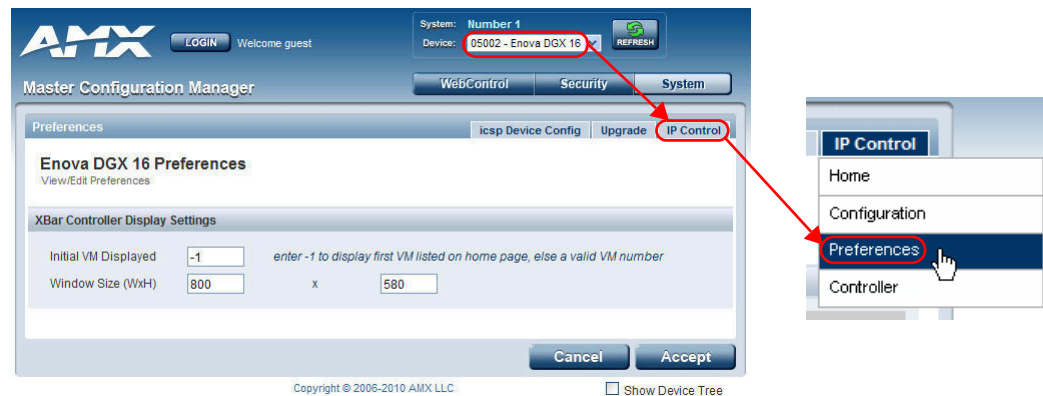 AMX
LOGIN Welcome guest
System: Number 1
Device: 05002 - Enova DGX 16
REFRESH
Master Configuration Manager
WebControl Security System
Preferences
icsp Device Config Upgrade IP Control
Enova DGX 16 Preferences
View/Edit Preferences
XBar Controller Display Settings
Initial VM Displayed -1 enter -1 to display first VM listed on home page, else a valid VM number
Window Size (WxH) 800 x 580
Cancel Accept
Copyright © 2006-2010 AMX LLC
Show Device Tree
IP Control
Home
Configuration
Preferences
Controller